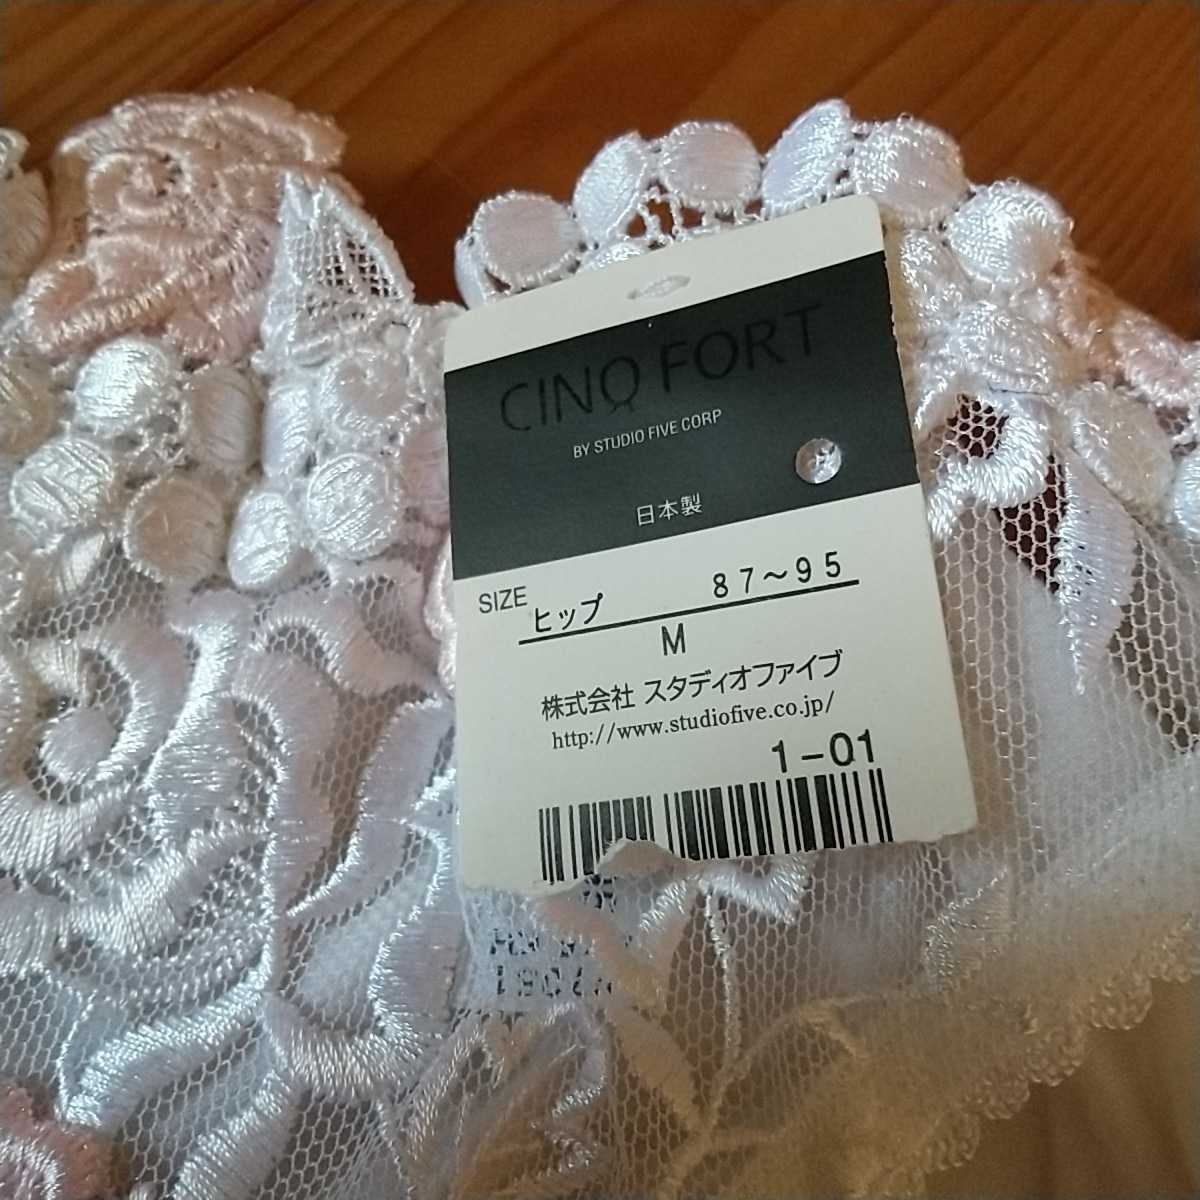 CINQ FORT
BY STUDIO FIVE CORP
日本製
SIZE ヒップ 87～95
M
株式会社 スタディオファイブ
http://www.studiofive.co.jp/
1-01